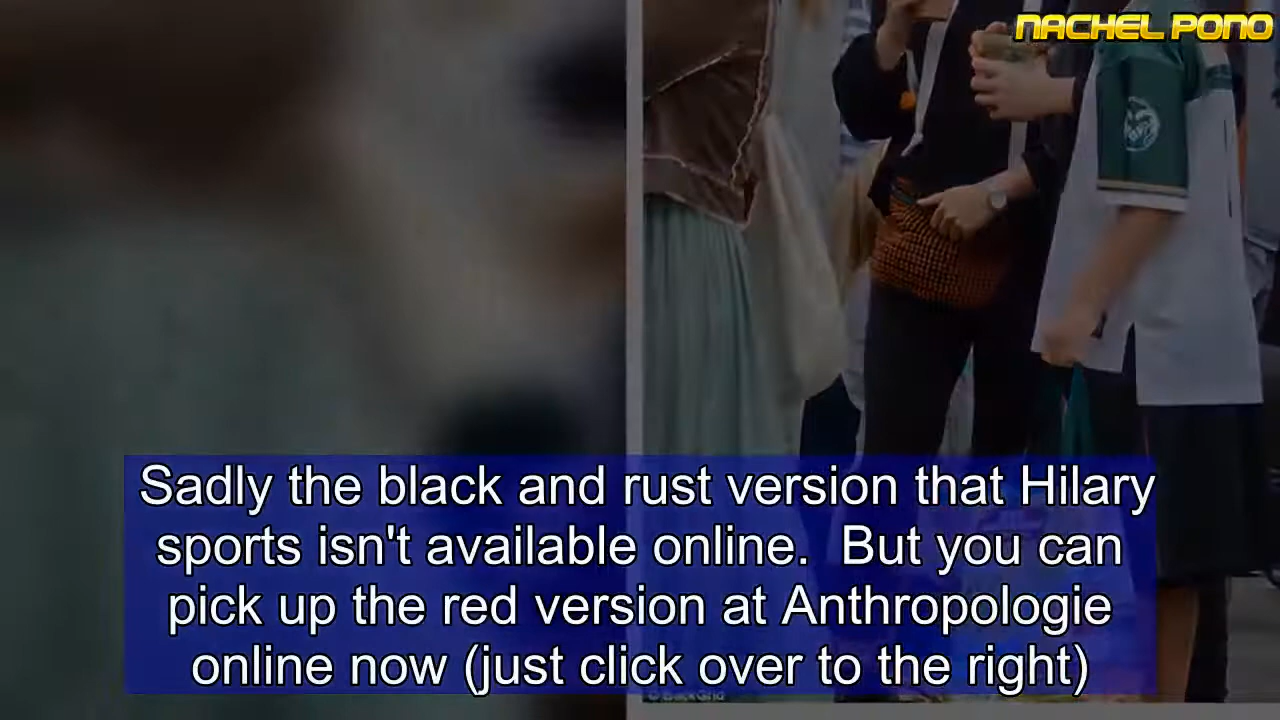 NACHEL PONO
Sadly the black and rust version that Hilary
sports isn't available online.  But you can
pick up the red version at Anthropologie
online now (just click over to the right)
© BackGrid